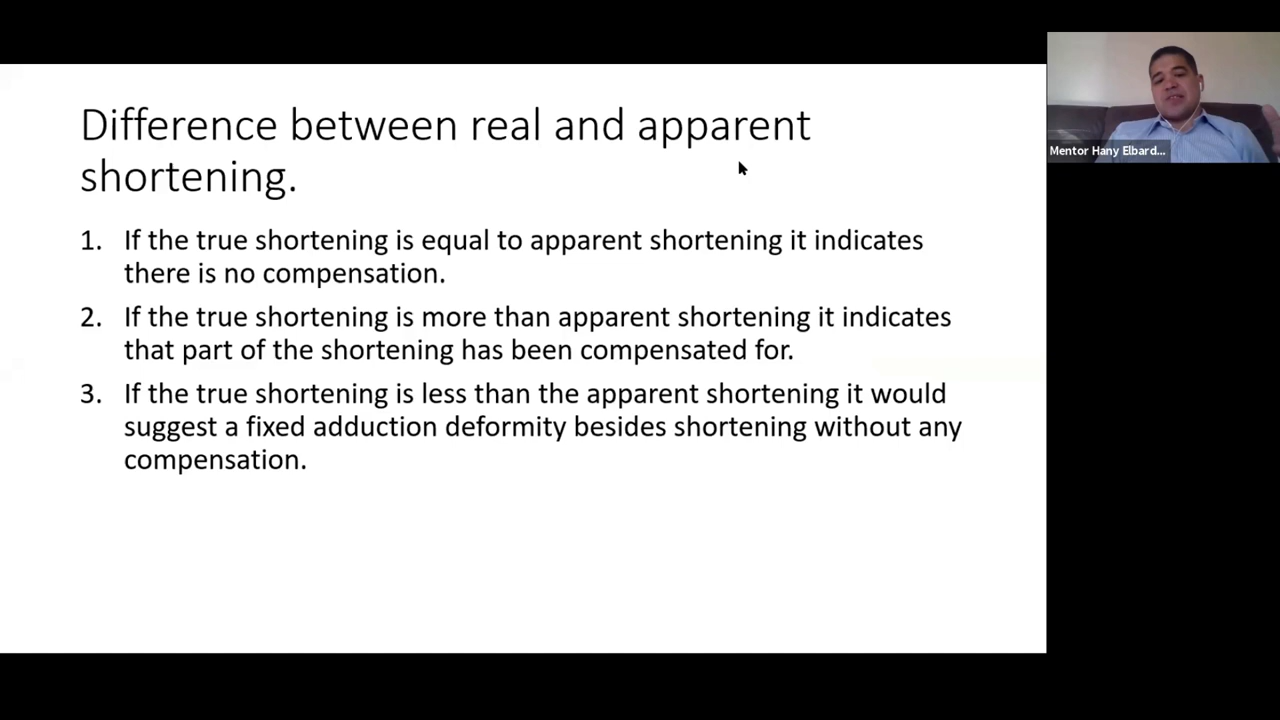 Difference between real and apparent
shortening.
1. If the true shortening is equal to apparent shortening it indicates
there is no compensation.
2. If the true shortening is more than apparent shortening it indicates
that part of the shortening has been compensated for.
3. If the true shortening is less than the apparent shortening it would
suggest a fixed adduction deformity besides shortening without any
compensation.
Mentor Hany Elbard...